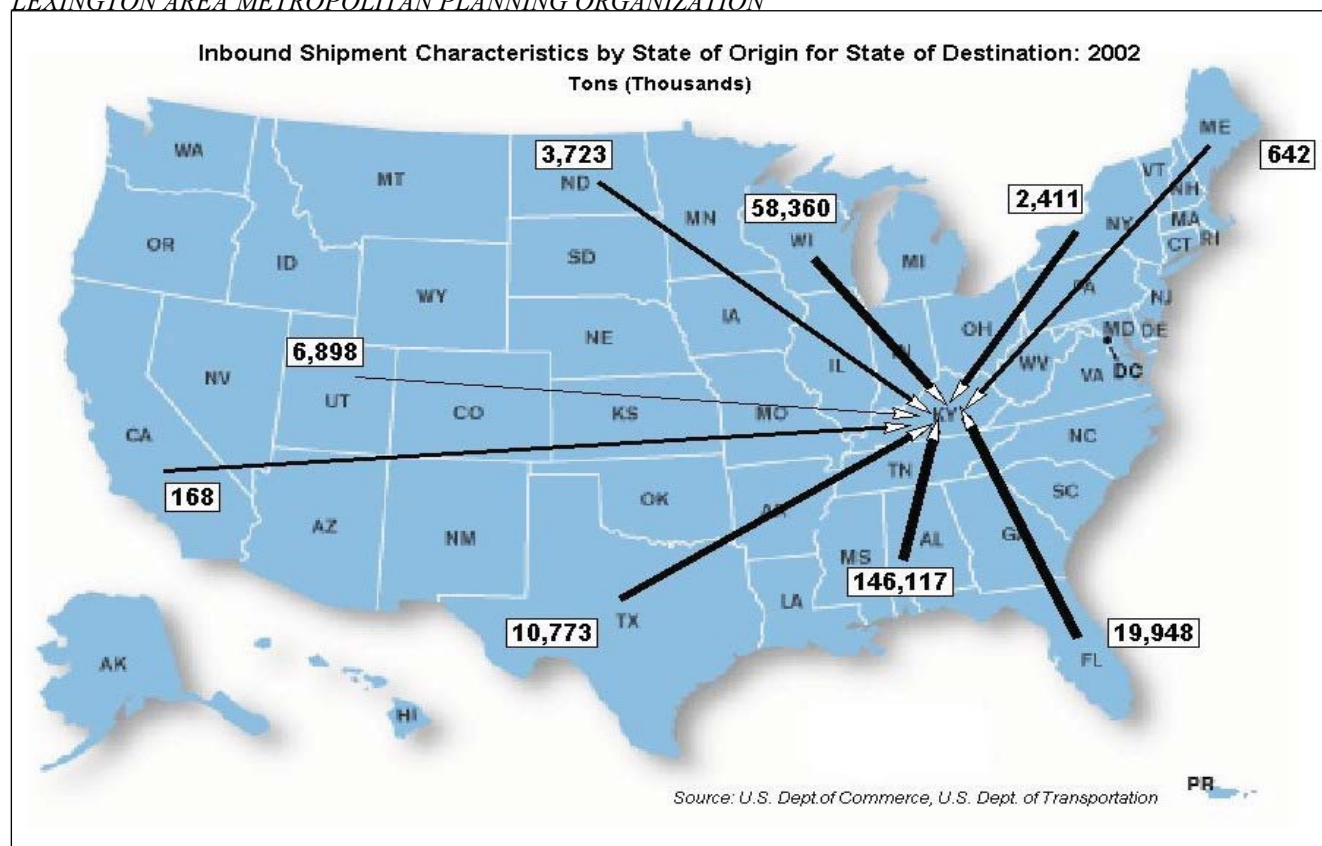 LEXINGTON AREA METROPOLITAN PLANNING ORGANIZATION
Inbound Shipment Characteristics by State of Origin for State of Destination: 2002
Tons (Thousands)
WA
MT
3,723
ND
MN
58,360
WI
MI
2,411
NY
VT
ME
642
NH
MA
CT
RI
OR
ID
WY
SD
IA
NE
IL
IN
OH
PA
NJ
MD
DE
WV
VA
DC
6,898
NV
UT
CO
KS
MO
KY
CA
168
AZ
NM
OK
AR
TN
NC
SC
MS
AL
GA
146,117
LA
TX
10,773
19,948
FL
AK
HI
PR
Source: U.S. Dept.of Commerce, U.S. Dept. of Transportation